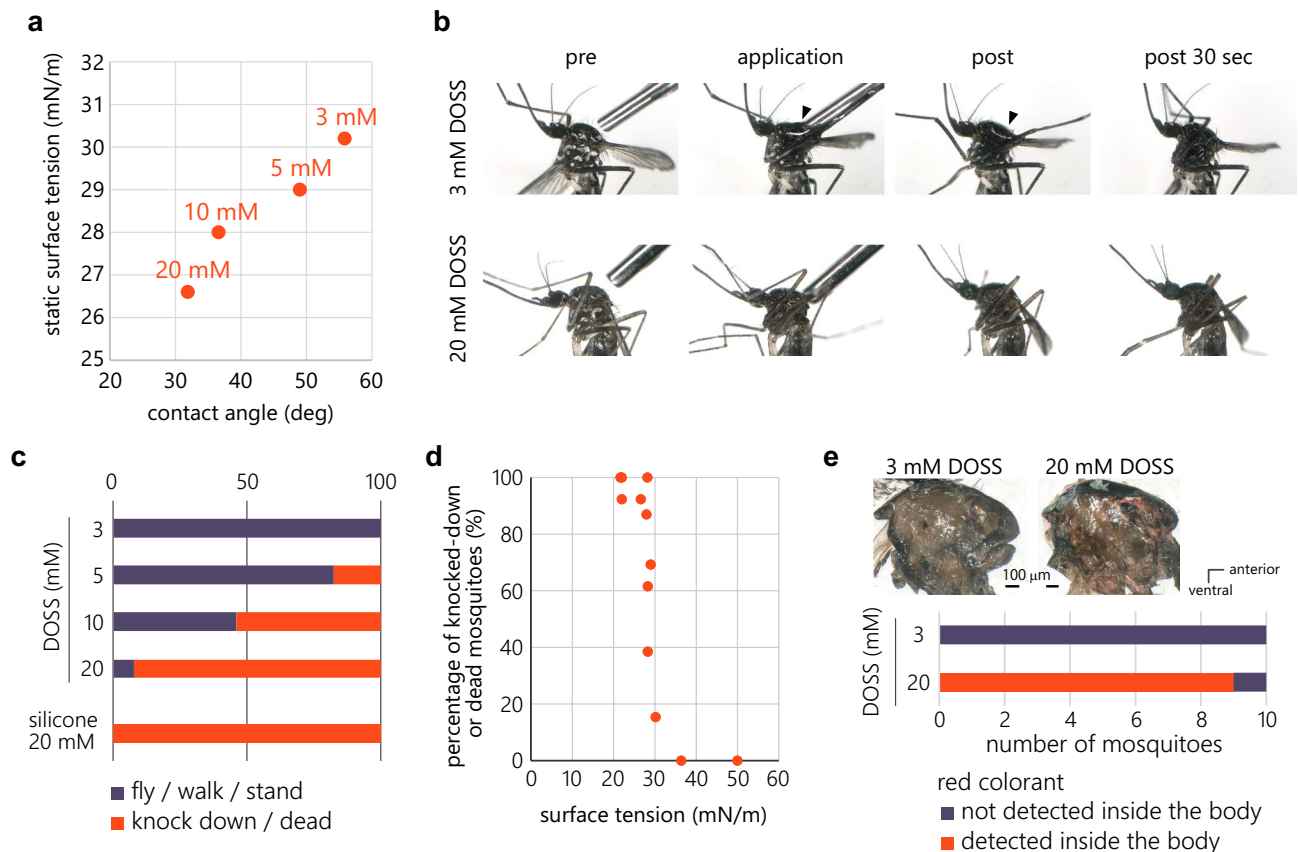 a
static surface tension (mN/m)
32
31
30
29
28
27
26
25
3 mM
5 mM
10 mM
20 mM
20 30 40 50 60
contact angle (deg)
b
pre application post post 30 sec
3 mM DOSS
20 mM DOSS
c
0 50 100
DOSS (mM)
3
5
10
20
silicone
20 mM
fly / walk / stand
knock down / dead
d
percentage of knocked-down
or dead mosquitoes (%)
100
80
60
40
20
0
0 10 20 30 40 50 60
surface tension (mN/m)
e
3 mM DOSS 20 mM DOSS
100 μm
anterior
ventral
DOSS (mM)
3
20
0 2 4 6 8 10
number of mosquitoes
red colorant
not detected inside the body
detected inside the body